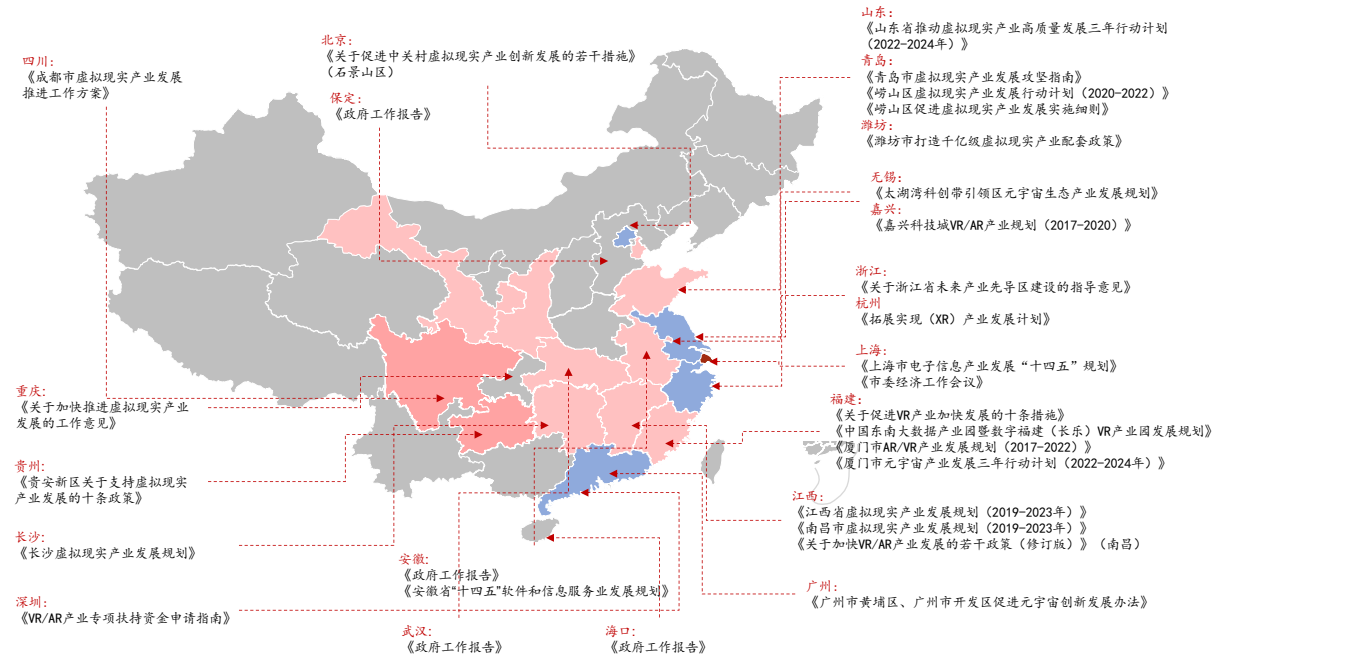 北京：
《关于促进中关村虚拟现实产业创新发展的若干措施》
（石景山区）
保定：
《政府工作报告》
四川：
《成都市虚拟现实产业发展
推进工作方案》
重庆：
《关于加快推进虚拟现实产业
发展的工作意见》
贵州：
《贵安新区关于支持虚拟现实
产业发展的十条政策》
长沙：
《长沙虚拟现实产业发展规划》
深圳：
《VR/AR产业专项扶持资金申请指南》
安徽：
《政府工作报告》
《安徽省“十四五”软件和信息服务业发展规划》
武汉：
《政府工作报告》
海口：
《政府工作报告》
山东：
《山东省推动虚拟现实产业高质量发展三年行动计划
（2022-2024年）》
青岛：
《青岛市虚拟现实产业发展攻坚指南》
《崂山区虚拟现实产业发展行动计划（2020-2022）》
《崂山区促进虚拟现实产业发展实施细则》
潍坊：
《潍坊市打造千亿级虚拟现实产业配套政策》
无锡：
《太湖湾科创带引领区元宇宙生态产业发展规划》
嘉兴：
《嘉兴科技城VR/AR产业规划（2017-2020）》
浙江：
《关于浙江省未来产业先导区建设的指导意见》
杭州
《拓展实现（XR）产业发展计划》
上海：
《上海市电子信息产业发展“十四五”规划》
《市委经济工作会议》
福建：
《关于促进VR产业加快发展的十条措施》
《中国东南大数据产业园暨数字福建（长乐）VR产业园发展规划》
《厦门市AR/VR产业发展规划（2017-2022）》
《厦门市元宇宙产业发展三年行动计划（2022-2024年）》
江西：
《江西省虚拟现实产业发展规划（2019-2023年）》
《南昌市虚拟现实产业发展规划（2019-2023年）》
《关于加快VR/AR产业发展的若干政策（修订版）》（南昌）
广州：
《广州市黄埔区、广州市开发区促进元宇宙创新发展办法》